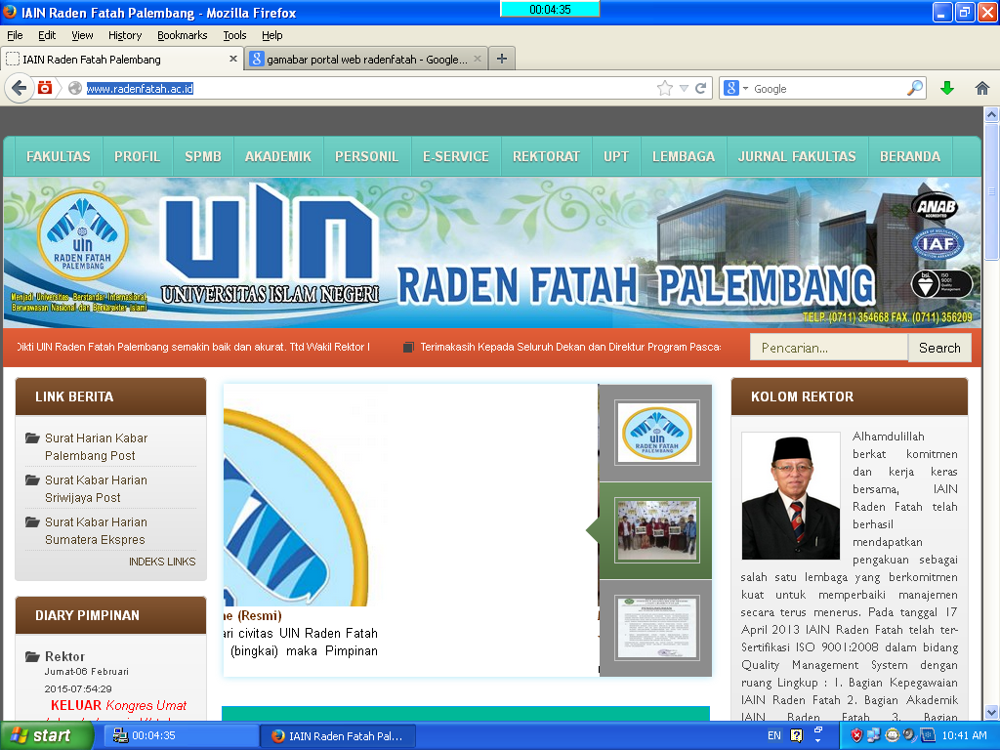 IAIN Raden Fatah Palembang - Mozilla Firefox
00:04:35
File Edit View History Bookmarks Tools Help
IAIN Raden Fatah Palembang
gamabar portal web radenfatah - Google...
www.radenfatah.ac.id
Google
FAKULTAS PROFIL SPMB AKADEMIK PERSONIL E-SERVICE REKTORAT UPT LEMBAGA JURNAL FAKULTAS BERANDA
uin
RADEN FATAH
PALEMBANG
Menjadi Universitas Berstandar Internasional,
Berwawasan Nasional dan Berkarakter Islami
uin
UNIVERSITAS ISLAM NEGERI
RADEN FATAH PALEMBANG
ANAB
ACCREDITED
IAF
bsi.
ISO
9001
Quality
Management
TELP. (0711) 354668 FAX. (0711) 356209
Dikti UIN Raden Fatah Palembang semakin baik dan akurat. Ttd Wakil Rektor I
Terimakasih Kepada Seluruh Dekan dan Direktur Program Pasca
Pencarian...
Search
LINK BERITA
Surat Harian Kabar
Palembang Post
Surat Kabar Harian
Sriwijaya Post
Surat Kabar Harian
Sumatera Ekspres
INDEKS LINKS
DIARY PIMPINAN
Rektor
Jumat-06 Februari
2015-07:54:29
KELUAR Kongres Umat
ne (Resmi)
ari civitas UIN Raden Fatah
(bingkai) maka Pimpinan
uin
RADEN FATAH
PALEMBANG
KOLOM REKTOR
Alhamdulillah
berkat komitmen
dan kerja keras
bersama, IAIN
Raden Fatah telah
berhasil
mendapatkan
pengakuan sebagai
salah satu lembaga yang berkomitmen
kuat untuk memperbaiki manajemen
secara terus menerus. Pada tanggal 17
April 2013 IAIN Raden Fatah telah ter-
Sertifikasi ISO 9001:2008 dalam bidang
Quality Management System dengan
ruang Lingkup : 1. Bagian Kepegawaian
IAIN Raden Fatah 2. Bagian Akademik
IAIN Raden Fatah 3. Bagian
start
00:04:35
IAIN Raden Fatah Pal...
EN
10:41 AM